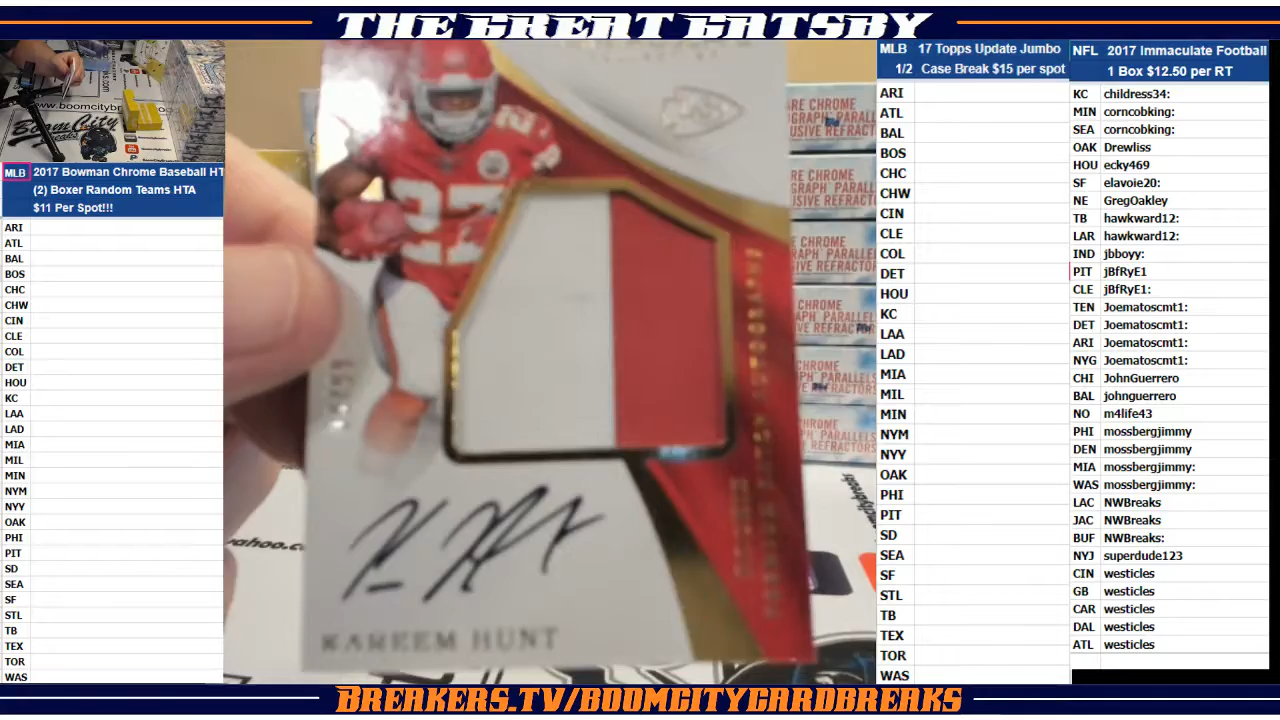 THE GREAT GATSBY
www.boomcityb
BOOMCITY
MLB 2017 Bowman Chrome Baseball HT
(2) Boxer Random Teams HTA
$11 Per Spot!!!
ARI
ATL
BAL
BOS
CHC
CHW
CIN
CLE
COL
DET
HOU
KC
LAA
LAD
MIA
MIL
MIN
NYM
NYY
OAK
PHI
PIT
SD
SEA
SF
STL
TB
TEX
TOR
WAS
27
KAREEM HUNT
yahoo.c
MLB 17 Topps Update Jumbo
1/2 Case Break $15 per spot
ARI
ATL
BAL
BOS
CHC
CHW
CIN
CLE
COL
DET
HOU
KC
LAA
LAD
MIA
MIL
MIN
NYM
NYY
OAK
PHI
PIT
SD
SEA
SF
STL
TB
TEX
TOR
WAS
NFL 2017 Immaculate Football
1 Box $12.50 per RT
KC childress34:
MIN corncobking:
SEA corncobking:
OAK Drewliss
HOU ecky469
SF elavoie20:
NE GregOakley
TB hawkward12:
LAR hawkward12:
IND jbboyy:
PIT jBfRyE1
CLE jBfRyE1:
TEN Joematoscmt1:
DET Joematoscmt1:
ARI Joematoscmt1:
NYG Joematoscmt1:
CHI JohnGuerrero
BAL johnguerrero
NO m4life43
PHI mossbergjimmy
DEN mossbergjimmy
MIA mossbergjimmy:
WAS mossbergjimmy:
LAC NWBreaks
JAC NWBreaks
BUF NWBreaks:
NYJ superdude123
CIN westicles
GB westicles
CAR westicles
DAL westicles
ATL westicles
BREAKERS.TV/BOOMCITYCARDBREAKS